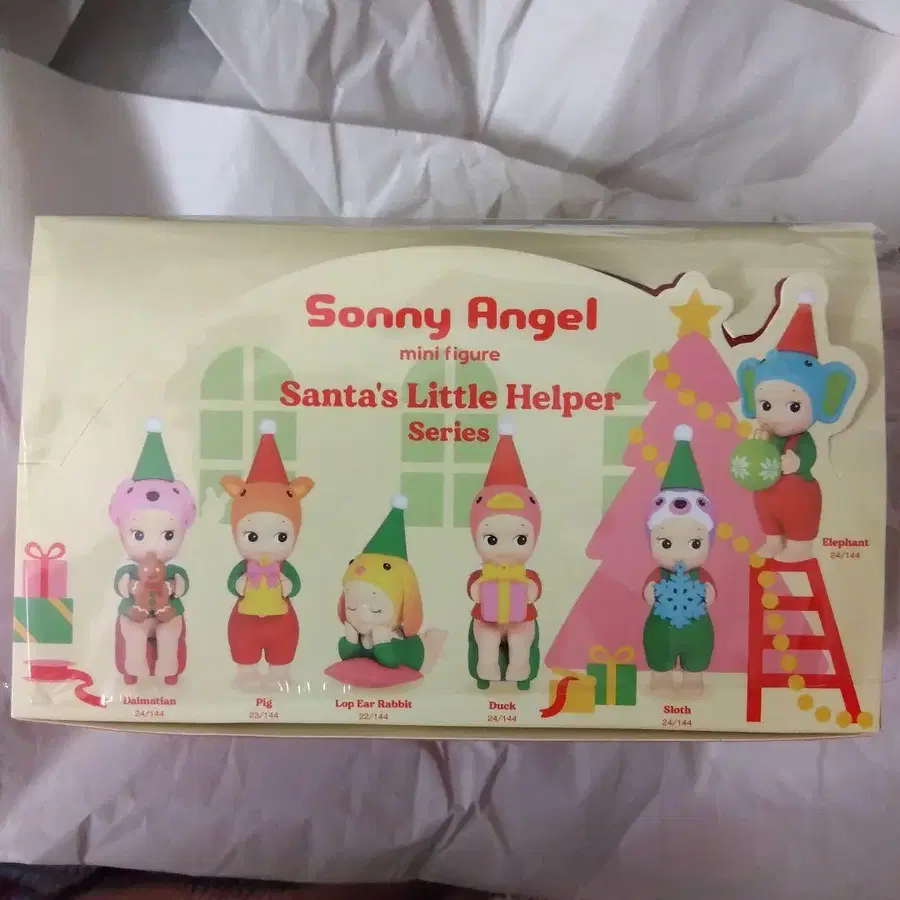 Sonny Angel
mini figure
Santa's Little Helper
Series
Elephant
24/144
Dalmatian
24/144
Pig
23/144
Lop Ear Rabbit
22/144
Duck
24/144
Sloth
24/144